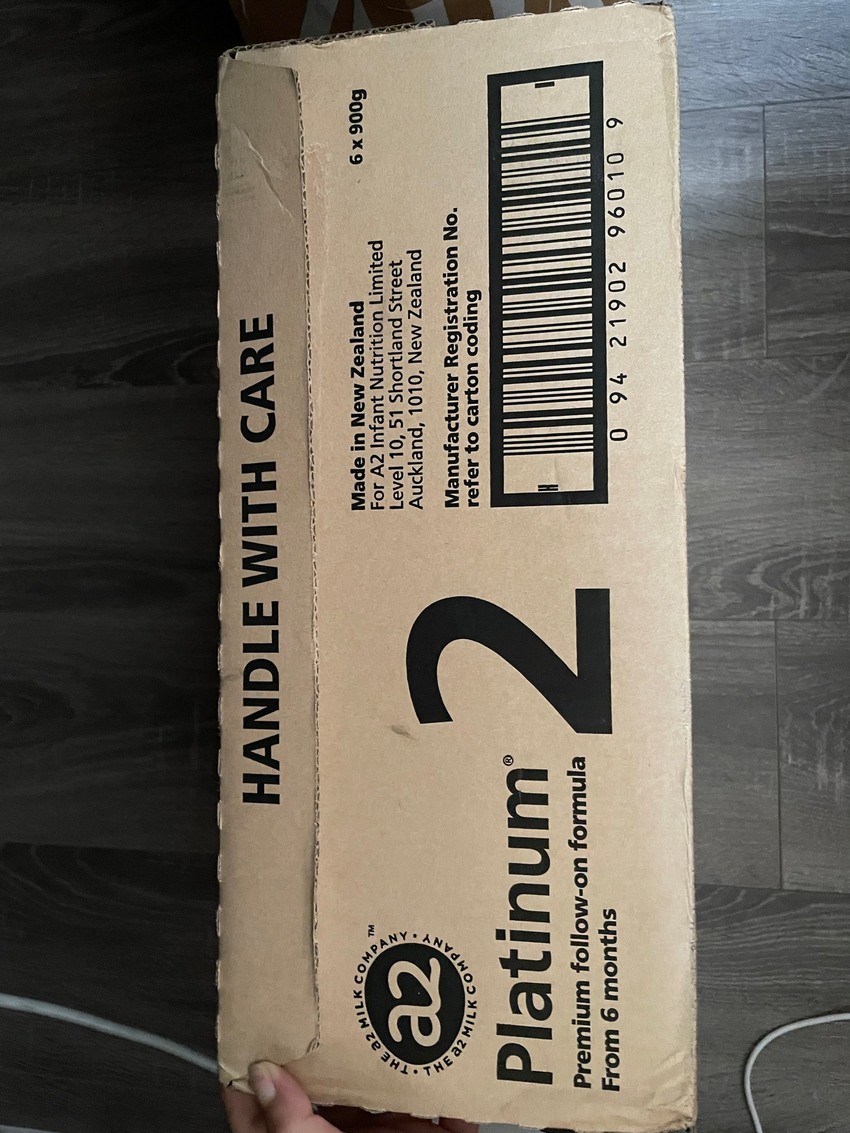 HANDLE WITH CARE
THE a2 MILK COMPANY • THE a2 MILK COMPANY •™
a2
Platinum®
2
Premium follow-on formula
From 6 months
Made in New Zealand
6 x 900g
For A2 Infant Nutrition Limited
Level 10, 51 Shortland Street
Auckland, 1010, New Zealand
Manufacturer Registration No.
refer to carton coding
H
0 94 21902 96010 9